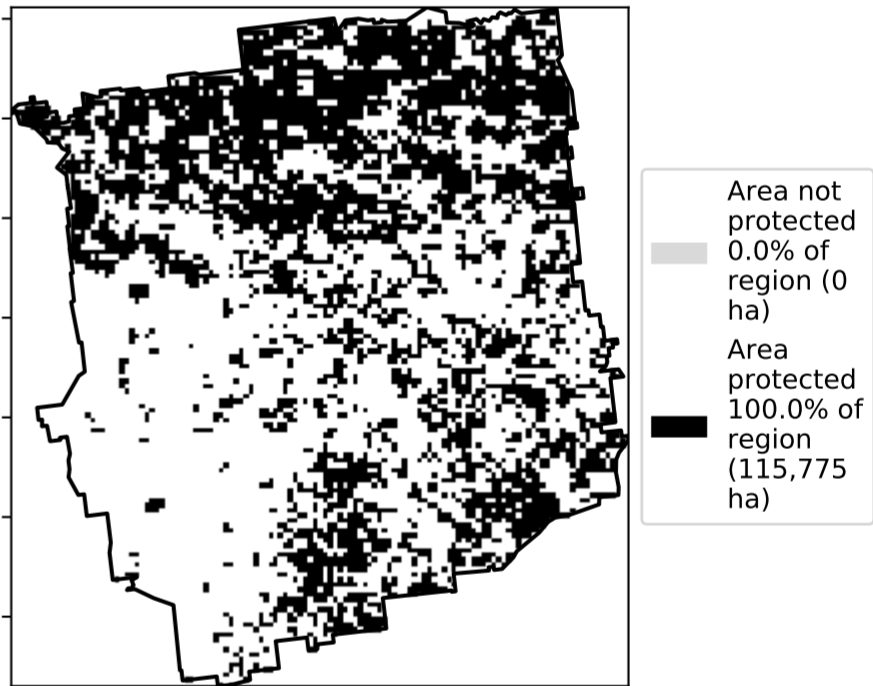 Area not
protected
0.0% of
region (0
ha)
Area
protected
100.0% of
region
(115,775
ha)